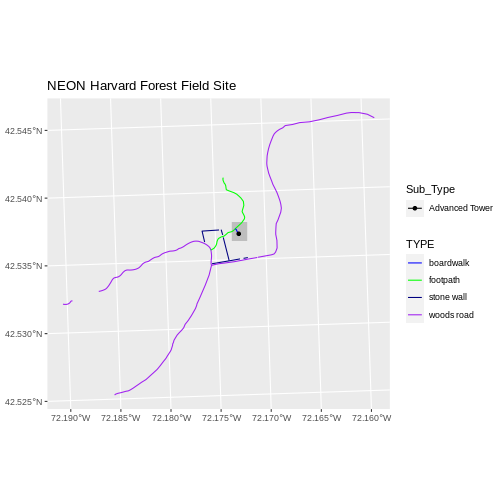 NEON Harvard Forest Field Site
42.545°N
42.540°N
42.535°N
42.530°N
42.525°N
72.190°W
72.185°W
72.180°W
72.175°W
72.170°W
72.165°W
72.160°W
Sub_Type
Advanced Tower
TYPE
boardwalk
footpath
stone wall
woods road